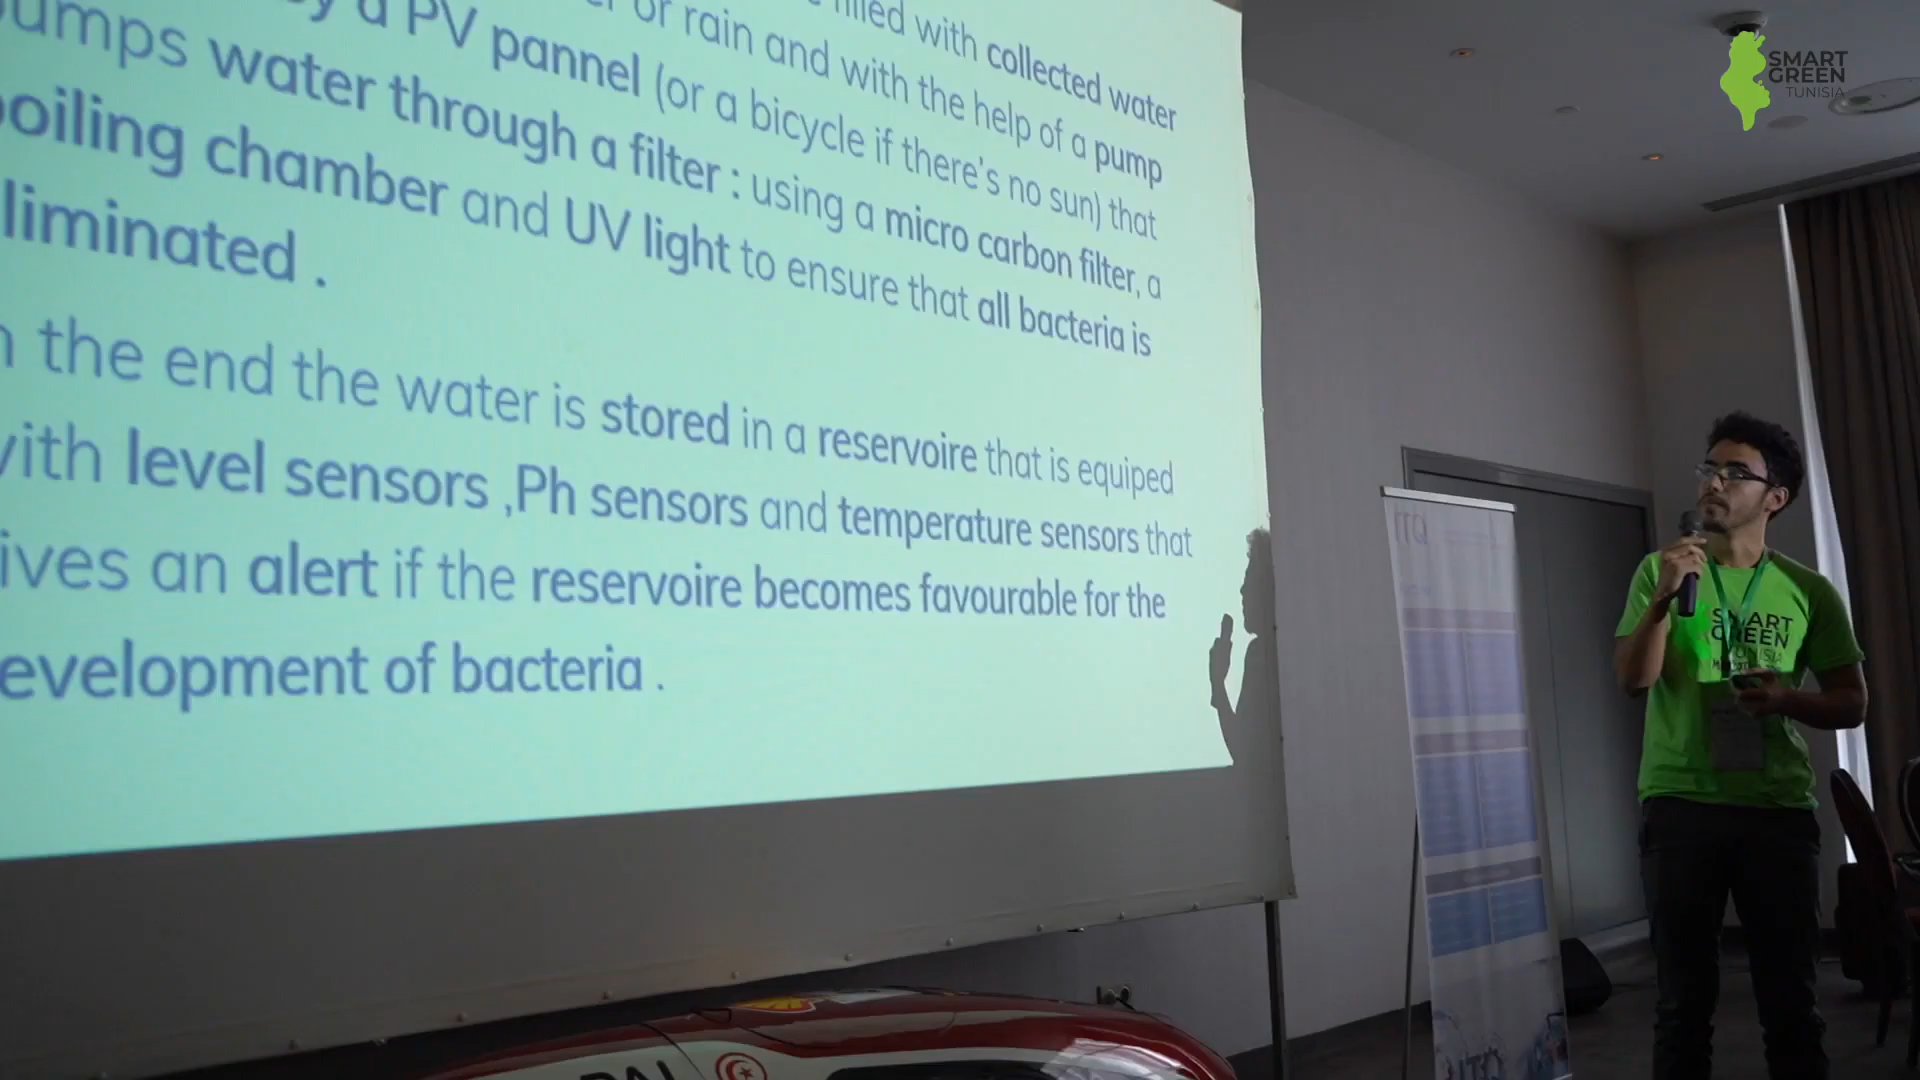 filled with collected water
or rain and with the help of a pump
by a PV pannel (or a bicycle if there's no sun) that
umps water through a filter : using a micro carbon filter, a
oiling chamber and UV light to ensure that all bacteria is
liminated .
the end the water is stored in a reservoire that is equiped
with level sensors ,Ph sensors and temperature sensors that
ives an alert if the reservoire becomes favourable for the
evelopment of bacteria .
SMART
GREEN
TUNISIA
SMART
GREEN
TUNISIA